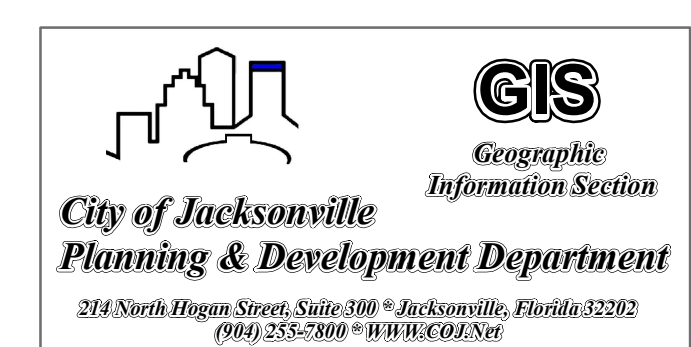 GIS
Geographic
Information Section
City of Jacksonville
Planning & Development Department
214 North Hogan Street, Suite 300 * Jacksonville, Florida 32202
(904) 255-7800 * WWW.COJ.Net